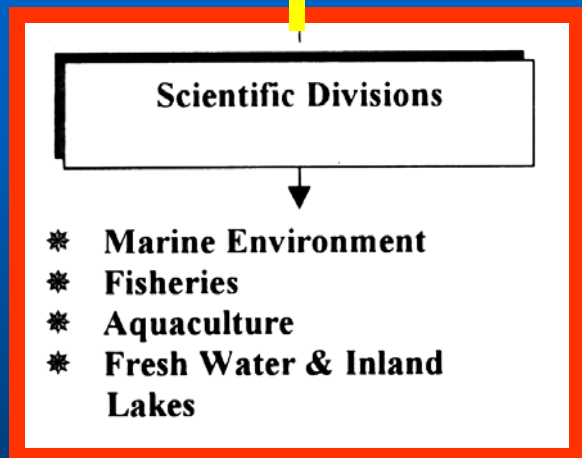 Scientific Divisions
⁕ Marine Environment
⁕ Fisheries
⁕ Aquaculture
⁕ Fresh Water & Inland
Lakes